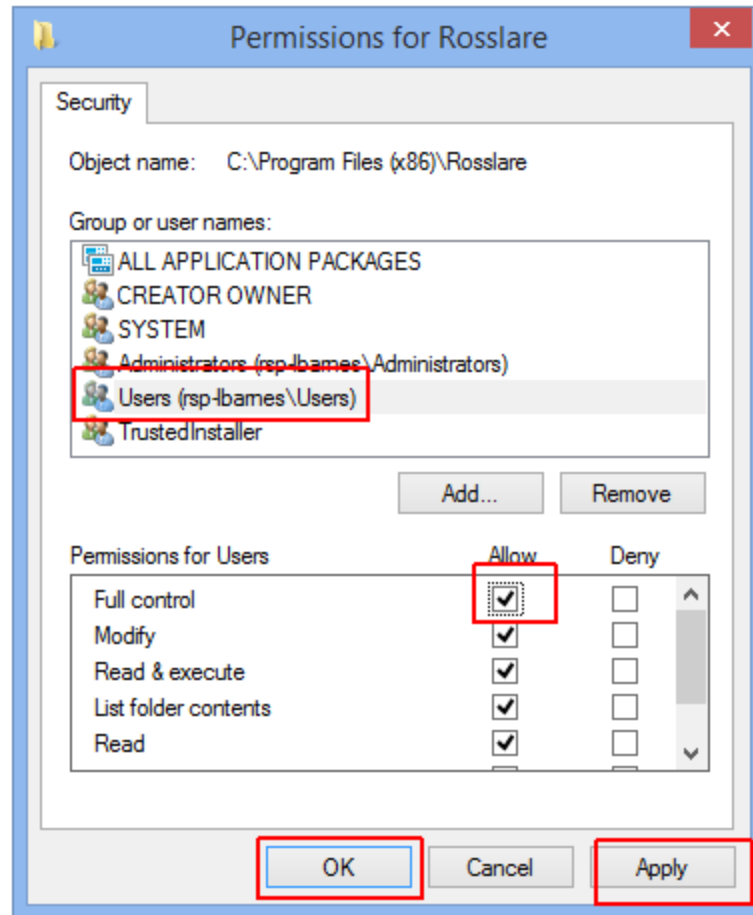 Permissions for Rosslare
Security
Object name: C:\Program Files (x86)\Rosslare
Group or user names:
ALL APPLICATION PACKAGES
CREATOR OWNER
SYSTEM
Administrators (rsp-lbarnes\Administrators)
Users (rsp-lbarnes\Users)
TrustedInstaller
Add... Remove
Permissions for Users Allow Deny
Full control
Modify
Read & execute
List folder contents
Read
OK Cancel Apply